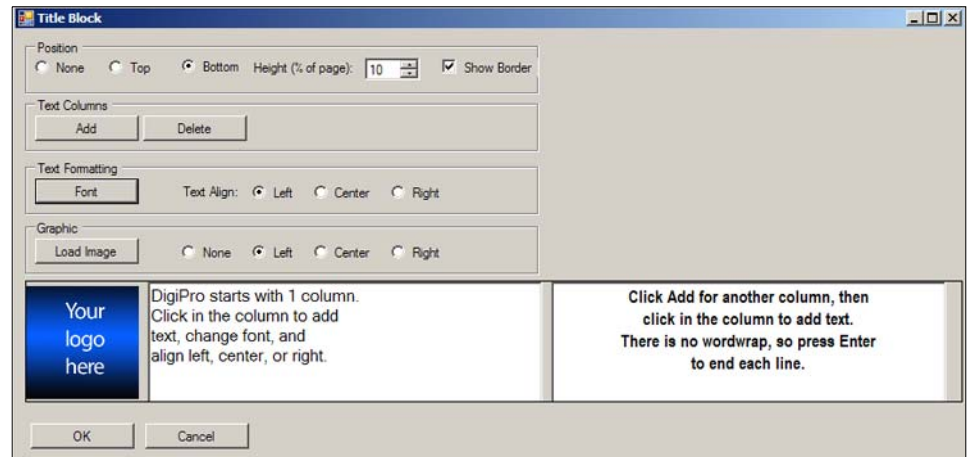 Title Block
Position
None Top Bottom Height (% of page): 10 Show Border
Text Columns
Add Delete
Text Formatting
Font Text Align: Left Center Right
Graphic
Load Image None Left Center Right
Your
logo
here
DigiPro starts with 1 column.
Click in the column to add
text, change font, and
align left, center, or right.
Click Add for another column, then
click in the column to add text.
There is no wordwrap, so press Enter
to end each line.
OK Cancel